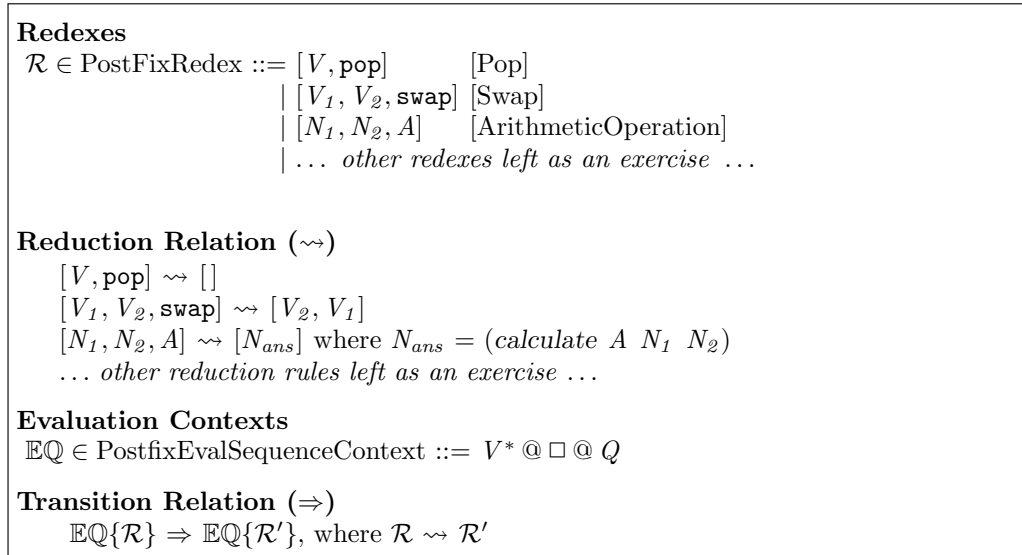 Redexes
ℛ ∈ PostFixRedex ::= [V, pop] [Pop]
| [V₁, V₂, swap] [Swap]
| [N₁, N₂, A] [ArithmeticOperation]
| ... other redexes left as an exercise ...
Reduction Relation (⇝)
[V, pop] ⇝ []
[V₁, V₂, swap] ⇝ [V₂, V₁]
[N₁, N₂, A] ⇝ [N_ans] where N_ans = (calculate A N₁ N₂)
... other reduction rules left as an exercise ...
Evaluation Contexts
𝔼ℚ ∈ PostfixEvalSequenceContext ::= V* @ □ @ Q
Transition Relation (⇒)
𝔼ℚ{ℛ} ⇒ 𝔼ℚ{ℛ′}, where ℛ ⇝ ℛ′